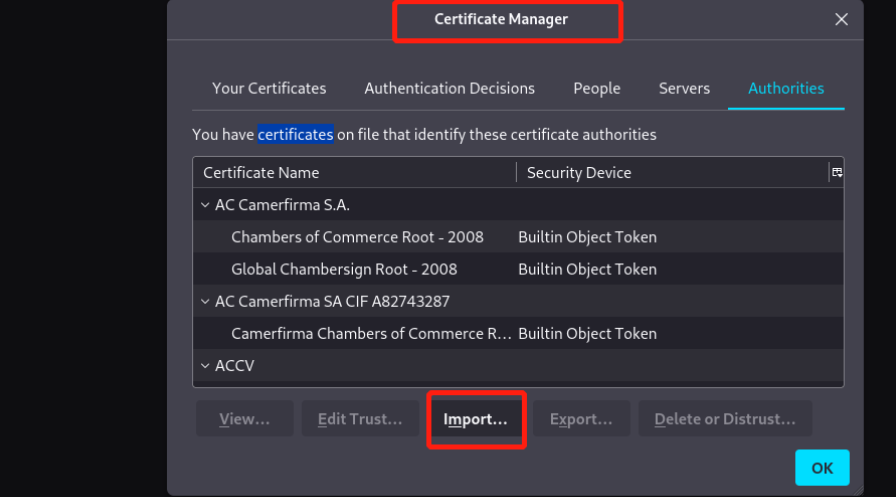 Certificate Manager
Your Certificates Authentication Decisions People Servers Authorities
You have certificates on file that identify these certificate authorities
Certificate Name Security Device
AC Camerfirma S.A.
Chambers of Commerce Root - 2008 Builtin Object Token
Global Chambersign Root - 2008 Builtin Object Token
AC Camerfirma SA CIF A82743287
Camerfirma Chambers of Commerce R... Builtin Object Token
ACCV
View... Edit Trust... Import... Export... Delete or Distrust...
OK